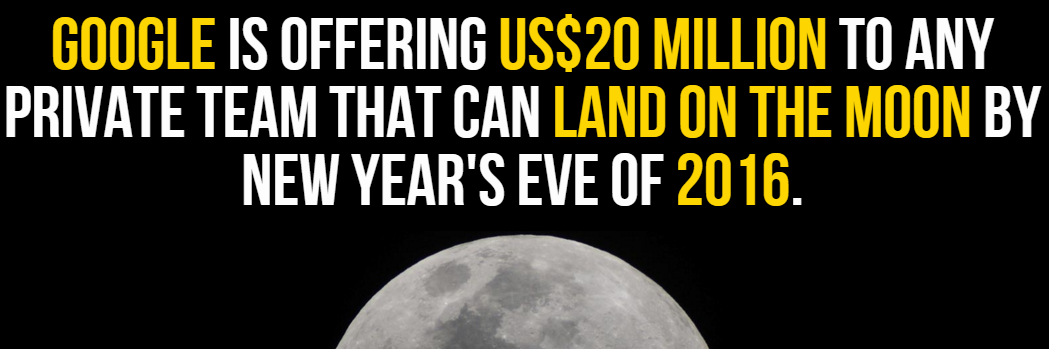 GOOGLE IS OFFERING US$20 MILLION TO ANY
PRIVATE TEAM THAT CAN LAND ON THE MOON BY
NEW YEAR'S EVE OF 2016.